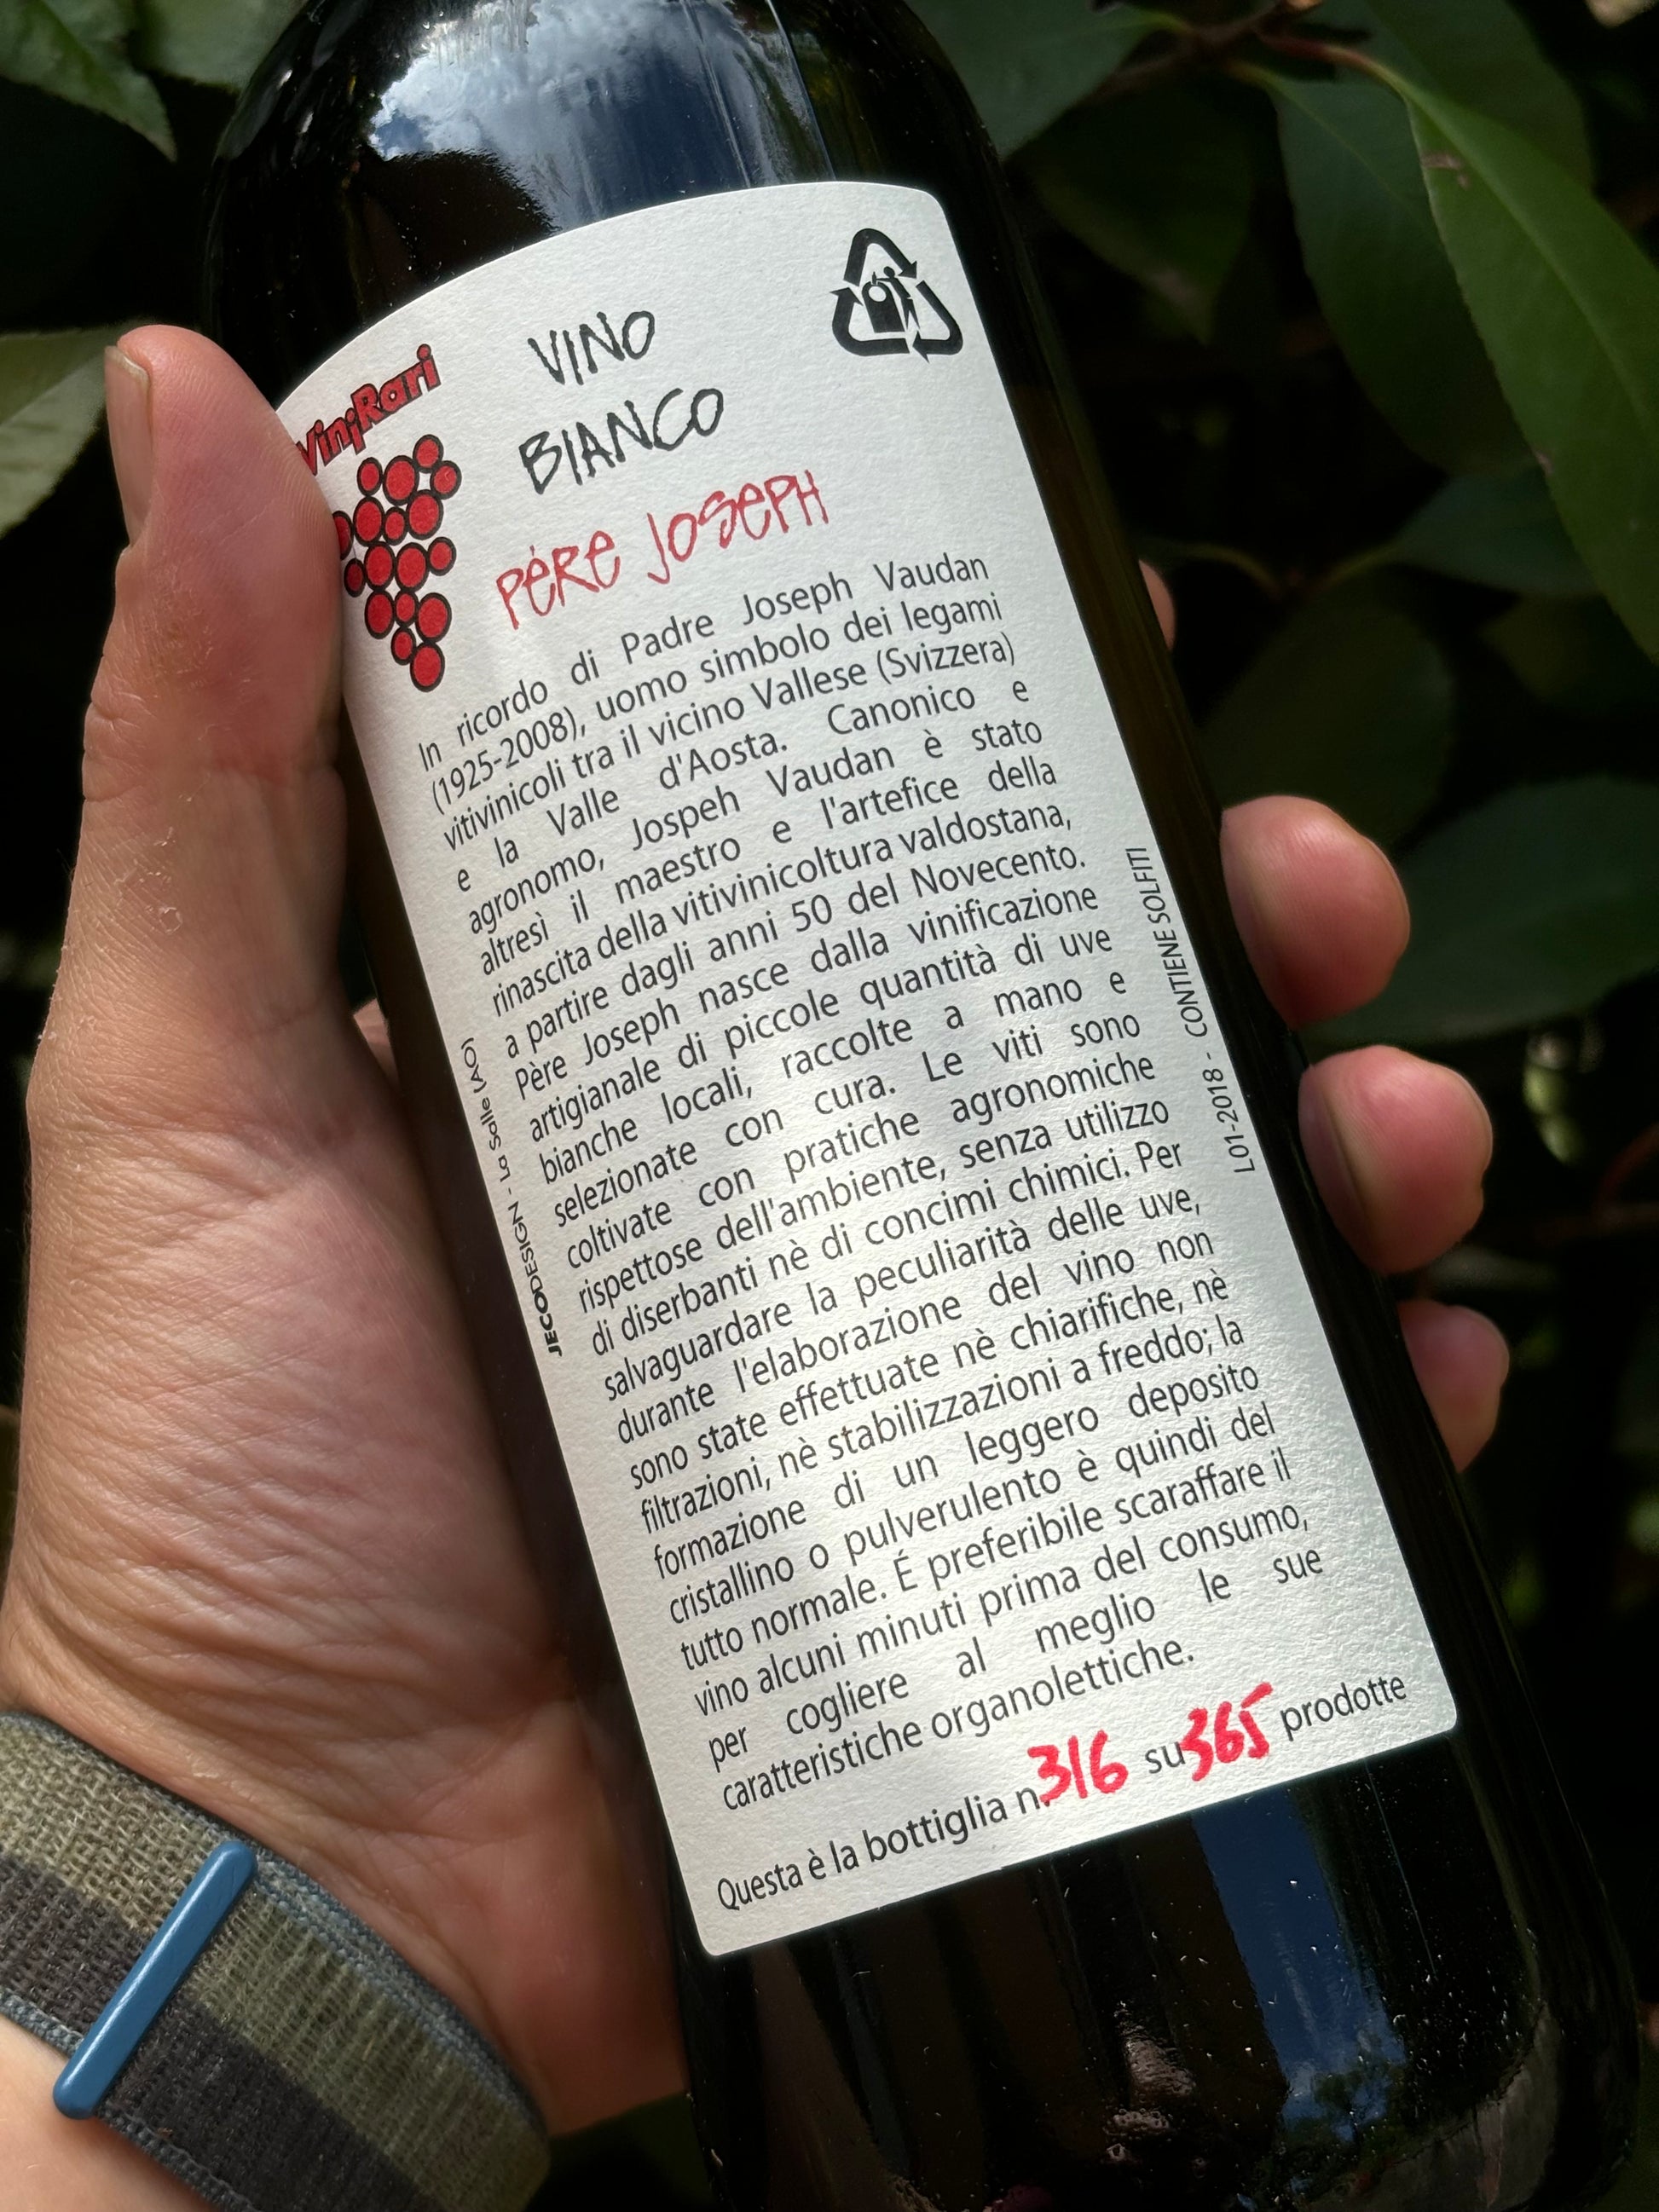 ViniRari
VINO
BIANCO
PÈRE JOSEPH
In ricordo di Padre Joseph Vaudan
(1925-2008), uomo simbolo dei legami
vitivinicoli tra il vicino Vallese (Svizzera)
e la Valle d'Aosta. Canonico e
agronomo, Jospeh Vaudan è stato
altresì il maestro e l'artefice della
rinascita della vitivinicoltura valdostana,
a partire dagli anni 50 del Novecento.
Père Joseph nasce dalla vinificazione
artigianale di piccole quantità di uve
bianche locali, raccolte a mano e
selezionate con cura. Le viti sono
coltivate con pratiche agronomiche
rispettose dell'ambiente, senza utilizzo
di diserbanti nè di concimi chimici. Per
salvaguardare la peculiarità delle uve,
durante l'elaborazione del vino non
sono state effettuate nè chiarifiche, nè
filtrazioni, nè stabilizzazioni a freddo; la
formazione di un leggero deposito
cristallino o pulverulento è quindi del
tutto normale. É preferibile scaraffare il
vino alcuni minuti prima del consumo,
per cogliere al meglio le sue
caratteristiche organolettiche.
Questa è la bottiglia n.316 su365 prodotte
JECODESIGN - La Salle (AO)
L01-2018 - CONTIENE SOLFITI